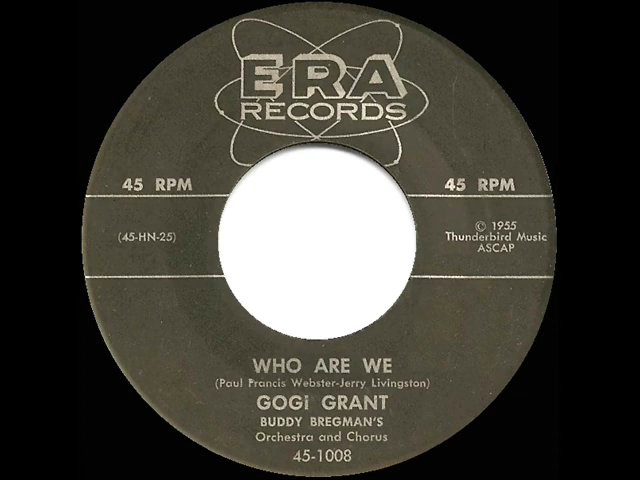 ERA
RECORDS
45 RPM
45 RPM
(45-HN-25)
© 1955
Thunderbird Music
ASCAP
WHO ARE WE
(Paul Francis Webster-Jerry Livingston)
GOGI GRANT
BUDDY BREGMAN'S
Orchestra and Chorus
45-1008